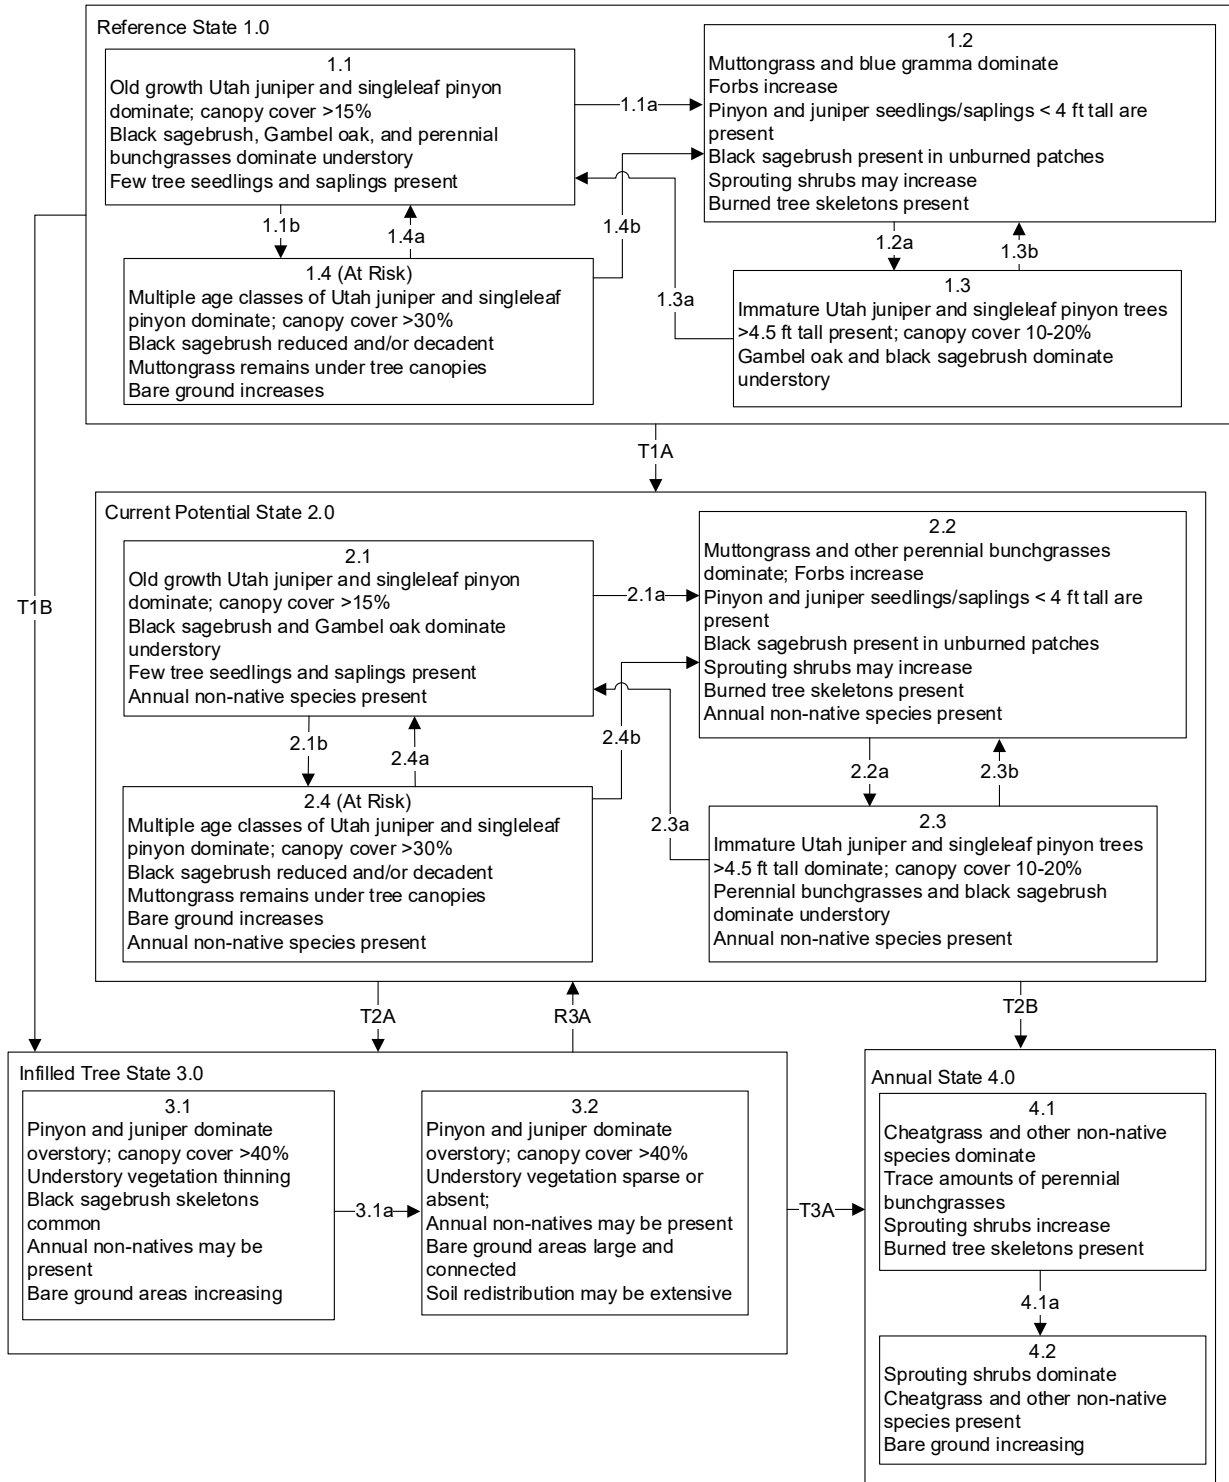 Reference State 1.0
1.1
Old growth Utah juniper and singleleaf pinyon
dominate; canopy cover >15%
Black sagebrush, Gambel oak, and perennial
bunchgrasses dominate understory
Few tree seedlings and saplings present
1.1a
1.2
Muttongrass and blue gramma dominate
Forbs increase
Pinyon and juniper seedlings/saplings < 4 ft tall are
present
Black sagebrush present in unburned patches
Sprouting shrubs may increase
Burned tree skeletons present
1.1b
1.4a
1.4b
1.3a
1.2a
1.3b
1.4 (At Risk)
Multiple age classes of Utah juniper and singleleaf
pinyon dominate; canopy cover >30%
Black sagebrush reduced and/or decadent
Muttongrass remains under tree canopies
Bare ground increases
1.3
Immature Utah juniper and singleleaf pinyon trees
>4.5 ft tall present; canopy cover 10-20%
Gambel oak and black sagebrush dominate
understory
T1A
T1B
Current Potential State 2.0
2.1
Old growth Utah juniper and singleleaf pinyon
dominate; canopy cover >15%
Black sagebrush and Gambel oak dominate
understory
Few tree seedlings and saplings present
Annual non-native species present
2.1a
2.2
Muttongrass and other perennial bunchgrasses
dominate; Forbs increase
Pinyon and juniper seedlings/saplings < 4 ft tall are
present
Black sagebrush present in unburned patches
Sprouting shrubs may increase
Burned tree skeletons present
Annual non-native species present
2.1b
2.4a
2.4b
2.3a
2.2a
2.3b
2.4 (At Risk)
Multiple age classes of Utah juniper and singleleaf
pinyon dominate; canopy cover >30%
Black sagebrush reduced and/or decadent
Muttongrass remains under tree canopies
Bare ground increases
Annual non-native species present
2.3
Immature Utah juniper and singleleaf pinyon trees
>4.5 ft tall dominate; canopy cover 10-20%
Perennial bunchgrasses and black sagebrush
dominate understory
Annual non-native species present
T2A
R3A
T2B
Infilled Tree State 3.0
3.1
Pinyon and juniper dominate
overstory; canopy cover >40%
Understory vegetation thinning
Black sagebrush skeletons
common
Annual non-natives may be
present
Bare ground areas increasing
3.1a
3.2
Pinyon and juniper dominate
overstory; canopy cover >40%
Understory vegetation sparse or
absent;
Annual non-natives may be present
Bare ground areas large and
connected
Soil redistribution may be extensive
T3A
Annual State 4.0
4.1
Cheatgrass and other non-native
species dominate
Trace amounts of perennial
bunchgrasses
Sprouting shrubs increase
Burned tree skeletons present
4.1a
4.2
Sprouting shrubs dominate
Cheatgrass and other non-native
species present
Bare ground increasing